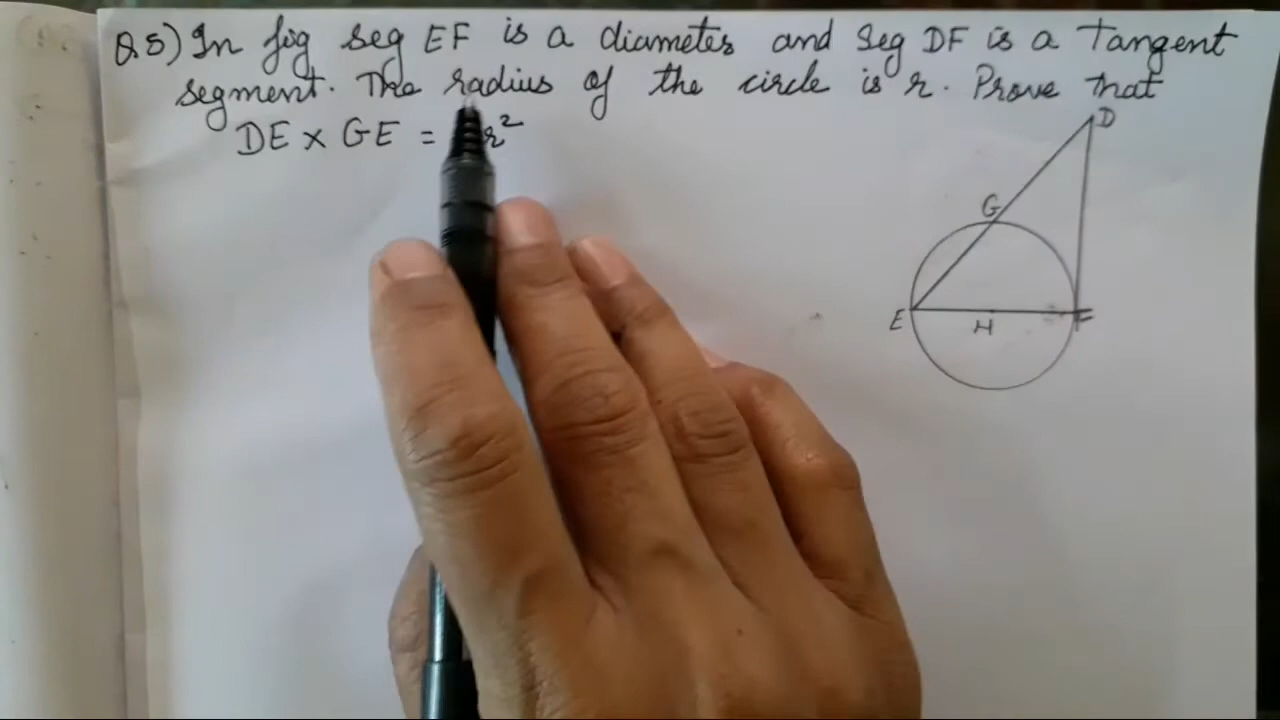 Q.5) In fig seg EF is a diameter and seg DF is a Tangent
segment. The radius of the circle is r. Prove that
DE x GE = r²
D
G
E
H
F